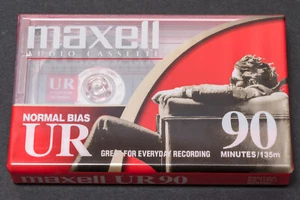 maxell
AUDIO CASSETTE
UR
NORMAL BIAS
UR
90
GREAT FOR EVERYDAY RECORDING
MINUTES/135m
maxell UR 90